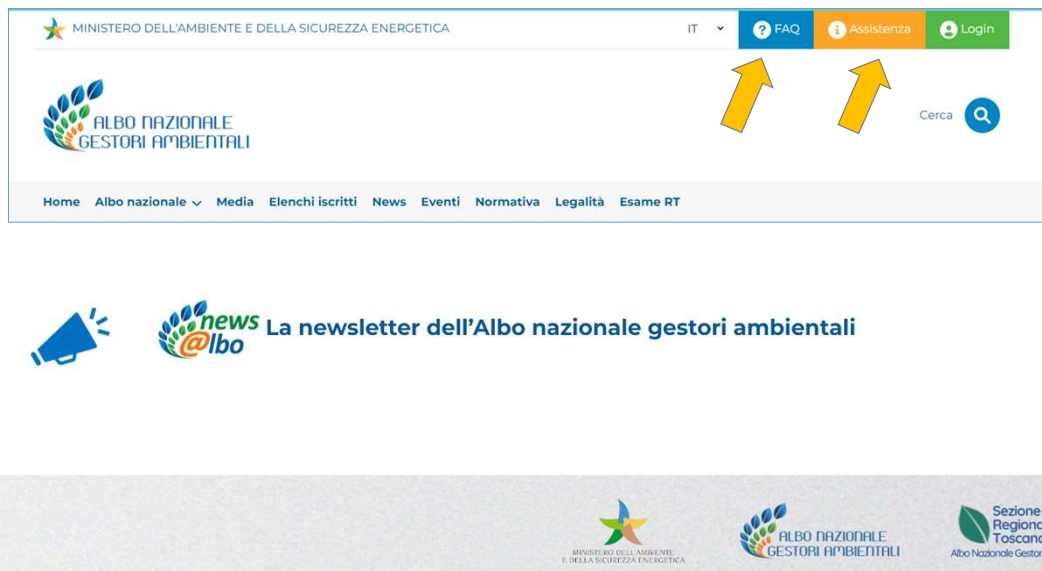 MINISTERO DELL'AMBIENTE E DELLA SICUREZZA ENERGETICA
IT
FAQ
Assistenza
Login
ALBO NAZIONALE
GESTORI AMBIENTALI
Cerca
Home Albo nazionale Media Elenchi iscritti News Eventi Normativa Legalità Esame RT
news
@lbo
La newsletter dell'Albo nazionale gestori ambientali
MINISTERO DELL'AMBIENTE
E DELLA SICUREZZA ENERGETICA
ALBO NAZIONALE
GESTORI AMBIENTALI
Sezione
Regiona
Toscana
Albo Nazionale Gestor